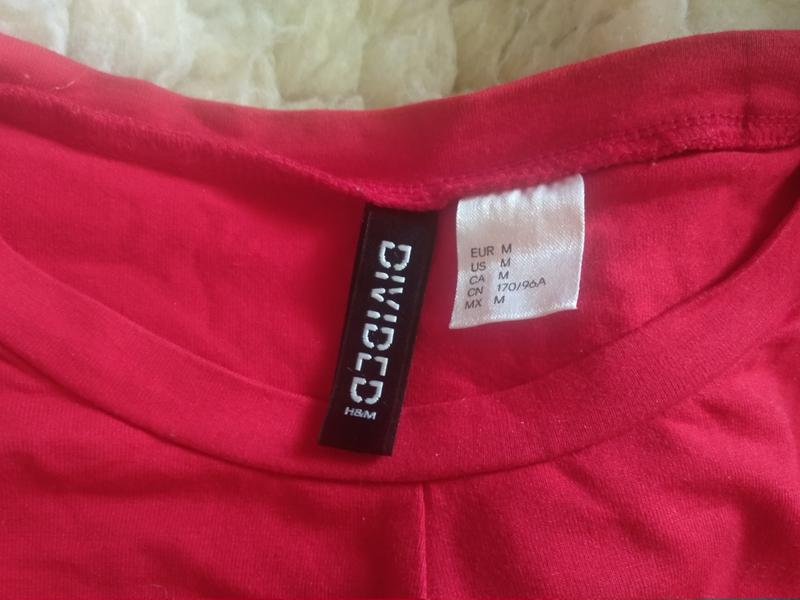 DIVIDED
H&M
EUR M
US M
CA M
CN 170/96A
MX M